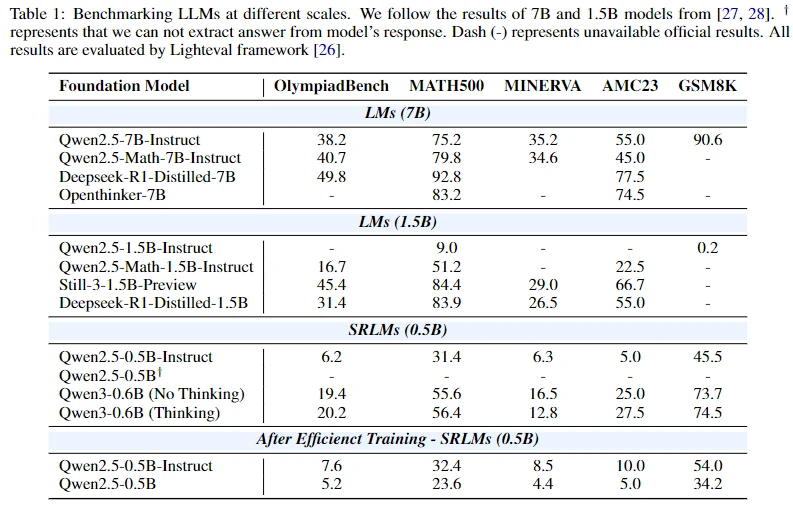 Table 1: Benchmarking LLMs at different scales. We follow the results of 7B and 1.5B models from [27, 28]. †
represents that we can not extract answer from model's response. Dash (-) represents unavailable official results. All
results are evaluated by Lighteval framework [26].
Foundation Model OlympiadBench MATH500 MINERVA AMC23 GSM8K
LMs (7B)
Qwen2.5-7B-Instruct 38.2 75.2 35.2 55.0 90.6
Qwen2.5-Math-7B-Instruct 40.7 79.8 34.6 45.0 -
Deepseek-R1-Distilled-7B 49.8 92.8 77.5
Openthinker-7B - 83.2 - 74.5 -
LMs (1.5B)
Qwen2.5-1.5B-Instruct - 9.0 - - 0.2
Qwen2.5-Math-1.5B-Instruct 16.7 51.2 - 22.5 -
Still-3-1.5B-Preview 45.4 84.4 29.0 66.7 -
Deepseek-R1-Distilled-1.5B 31.4 83.9 26.5 55.0 -
SRLMs (0.5B)
Qwen2.5-0.5B-Instruct 6.2 31.4 6.3 5.0 45.5
Qwen2.5-0.5B† - - - - -
Qwen3-0.6B (No Thinking) 19.4 55.6 16.5 25.0 73.7
Qwen3-0.6B (Thinking) 20.2 56.4 12.8 27.5 74.5
After Efficienct Training - SRLMs (0.5B)
Qwen2.5-0.5B-Instruct 7.6 32.4 8.5 10.0 54.0
Qwen2.5-0.5B 5.2 23.6 4.4 5.0 34.2